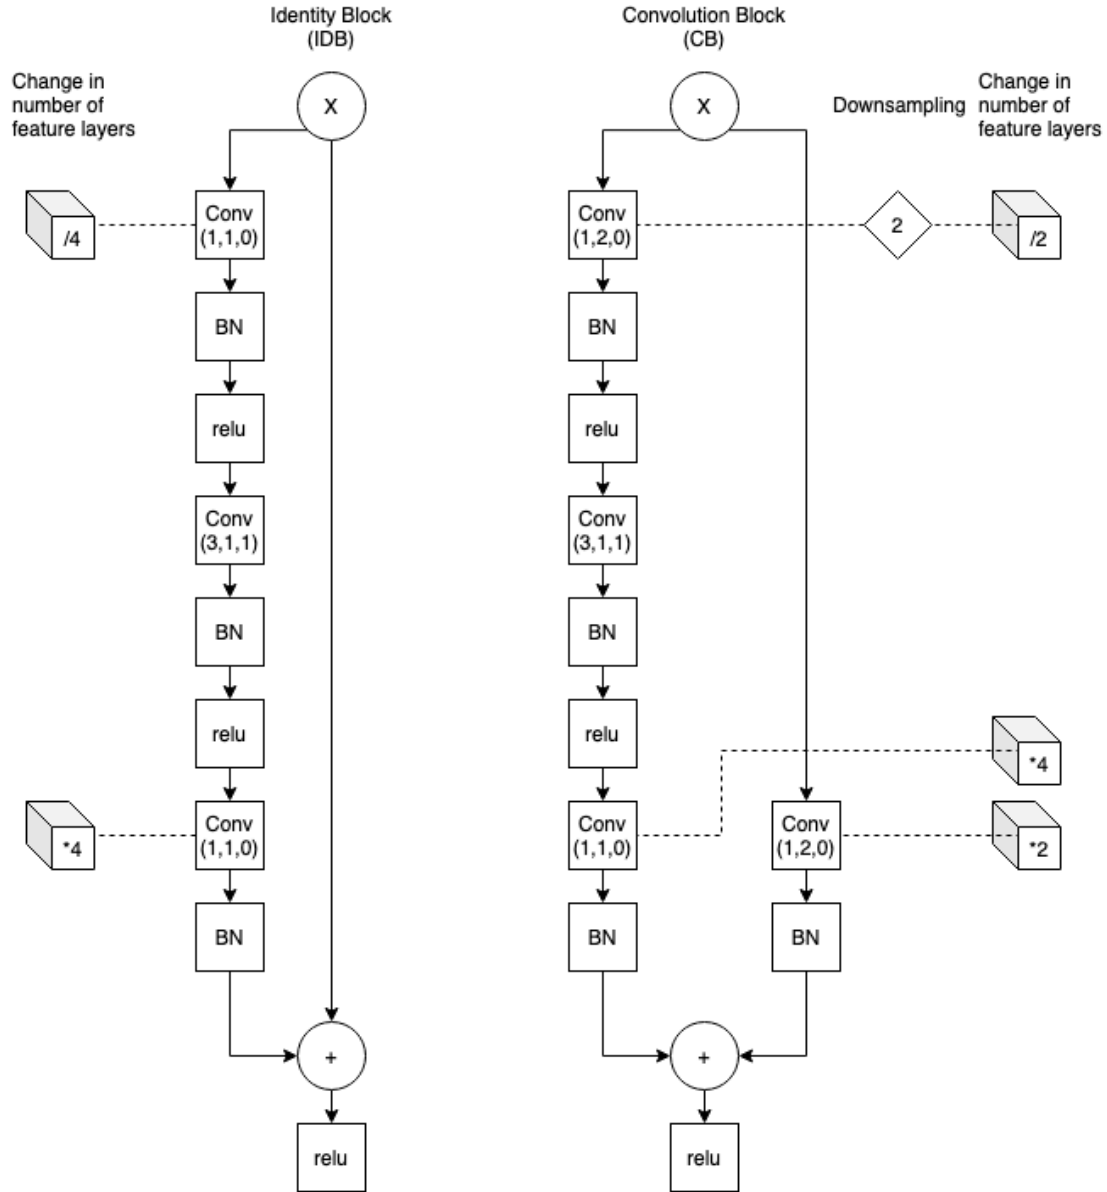 Identity Block
(IDB)
Convolution Block
(CB)
Change in
number of
feature layers
X
X
Downsampling
Change in
number of
feature layers
/4
Conv
(1,1,0)
Conv
(1,2,0)
2
/2
BN
BN
relu
relu
Conv
(3,1,1)
Conv
(3,1,1)
BN
BN
relu
relu
*4
*4
Conv
(1,1,0)
Conv
(1,1,0)
Conv
(1,2,0)
*2
BN
BN
BN
+
+
relu
relu